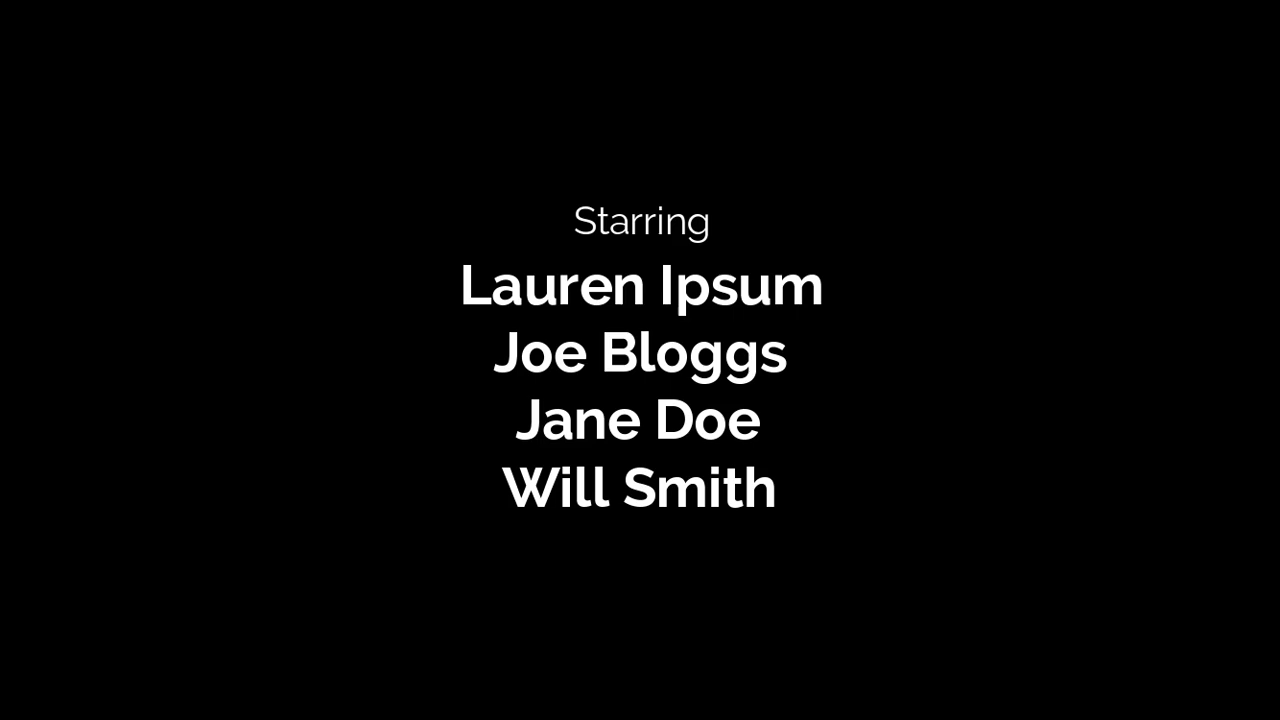 Starring
Lauren Ipsum
Joe Bloggs
Jane Doe
Will Smith